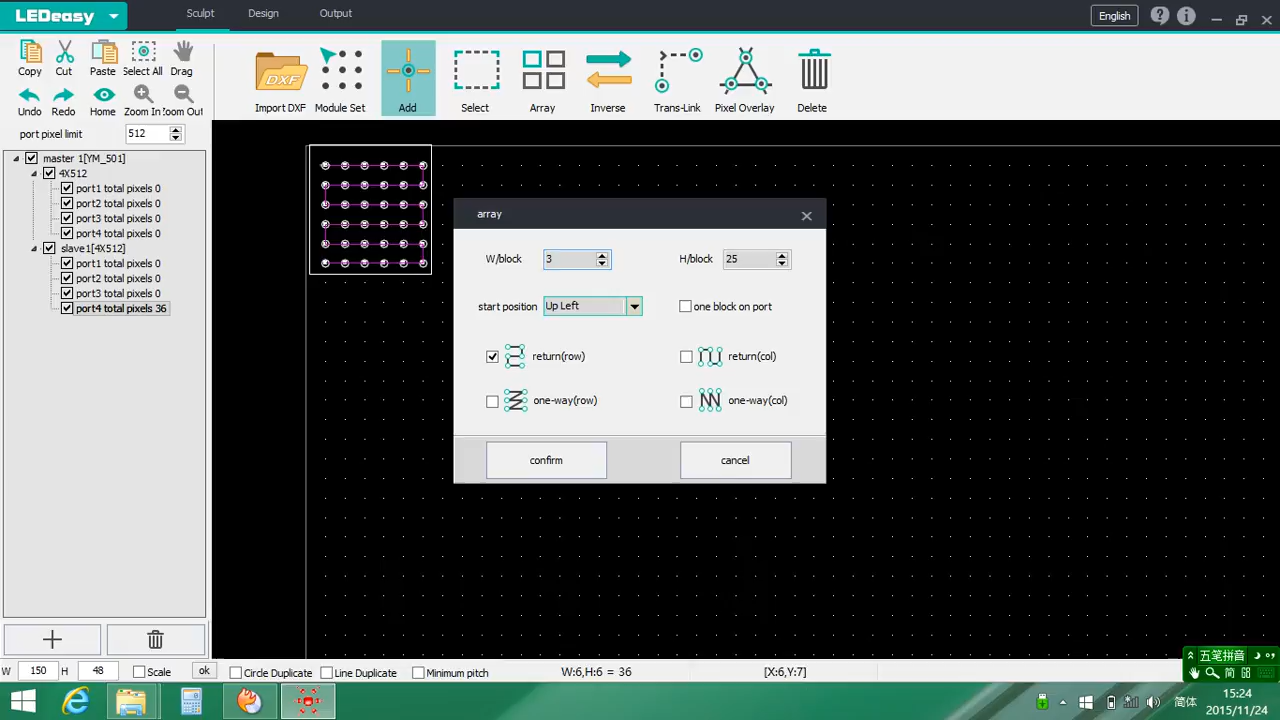 LEDeasy
Sculpt Design Output
English
Copy Cut Paste Select All Drag
Undo Redo Home Zoom In Zoom Out
Import DXF Module Set Add Select Array Inverse Trans-Link Pixel Overlay Delete
port pixel limit 512
master 1[YM_501]
4X512
port1 total pixels 0
port2 total pixels 0
port3 total pixels 0
port4 total pixels 0
slave1[4X512]
port1 total pixels 0
port2 total pixels 0
port3 total pixels 0
port4 total pixels 36
array
W/block 3 H/block 25
start position Up Left one block on port
return(row) return(col)
one-way(row) one-way(col)
confirm cancel
W 150 H 48 Scale ok Circle Duplicate Line Duplicate Minimum pitch W:6,H:6 = 36 [X:6,Y:7]
五笔拼音
简
简体 15:24
2015/11/24